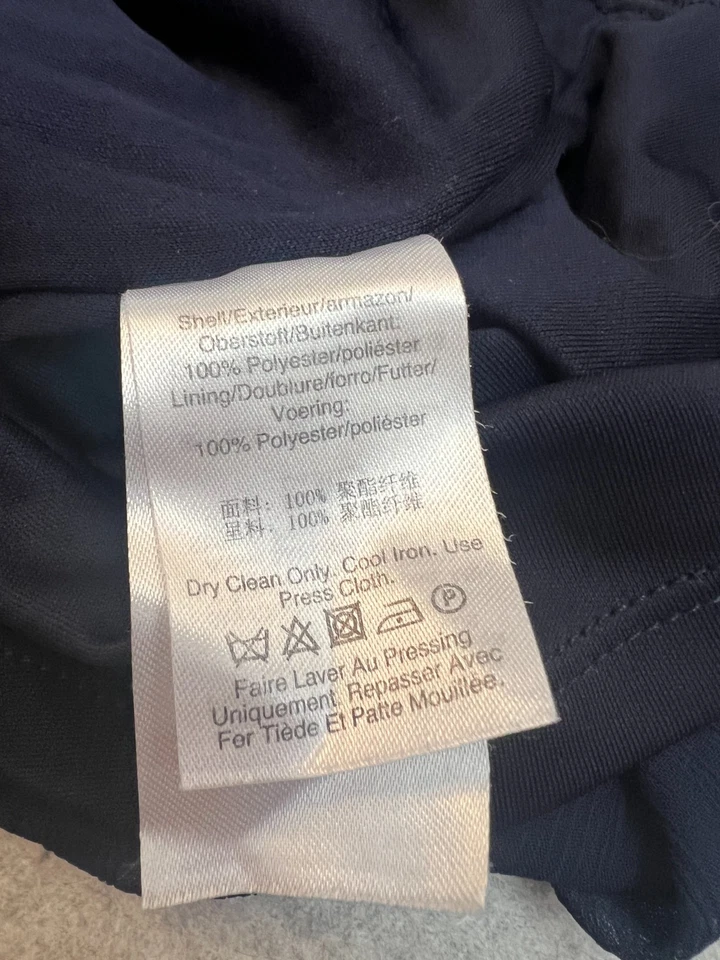 Shell/Exterieur/armazon/
Oberstoft/Buitenkant:
100% Polyester/poliéster
Lining/Doublure/forro/Futter/
Voering:
100% Polyester/poliéster
面料: 100% 聚酯纤维
里料: 100% 聚酯纤维
Dry Clean Only. Cool Iron. Use
Press Cloth.
P
Faire Laver Au Pressing
Uniquement. Repasser Avec
Fer Tiède Et Patte Mouillée.